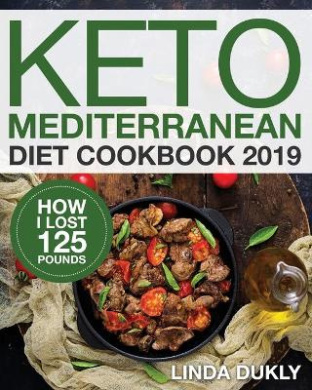 KETO
MEDITERRANEAN
DIET COOKBOOK 2019
HOW
I LOST
125
POUNDS
LINDA DUKLY